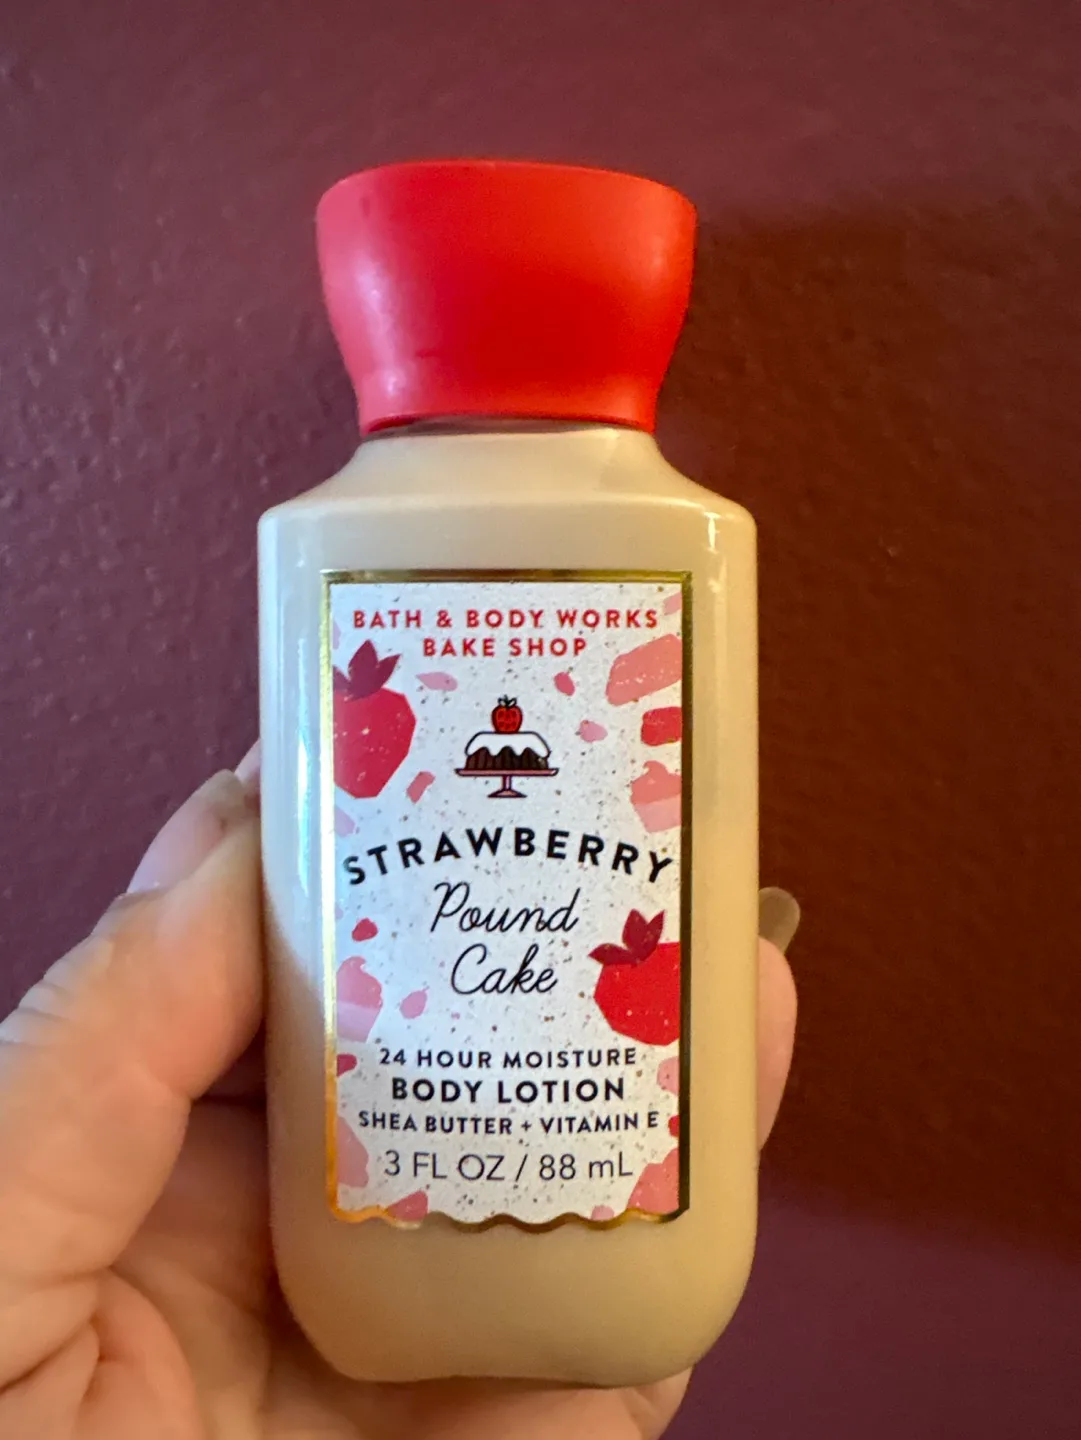 BATH & BODY WORKS
BAKE SHOP
STRAWBERRY
Pound
Cake
24 HOUR MOISTURE
BODY LOTION
SHEA BUTTER + VITAMIN E
3 FL OZ / 88 mL